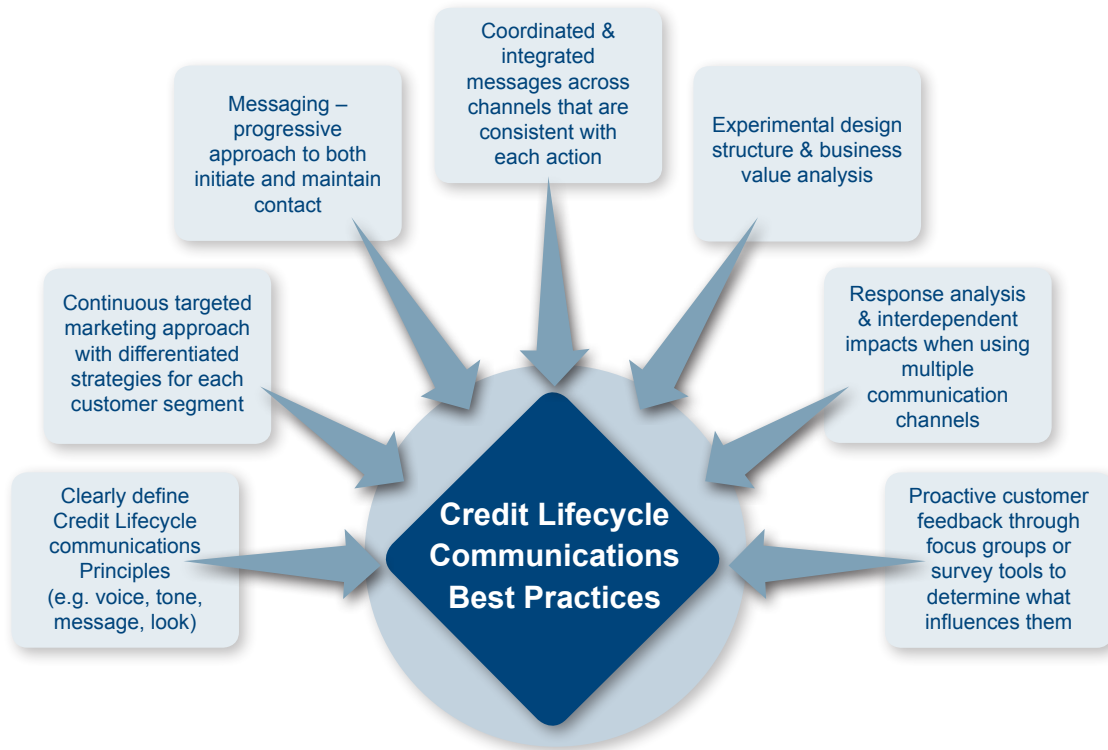 Clearly define
Credit Lifecycle
communications
Principles
(e.g. voice, tone,
message, look)
Continuous targeted
marketing approach
with differentiated
strategies for each
customer segment
Messaging –
progressive
approach to both
initiate and maintain
contact
Coordinated &
integrated
messages across
channels that are
consistent with
each action
Experimental design
structure & business
value analysis
Response analysis
& interdependent
impacts when using
multiple
communication
channels
Proactive customer
feedback through
focus groups or
survey tools to
determine what
influences them
Credit Lifecycle
Communications
Best Practices